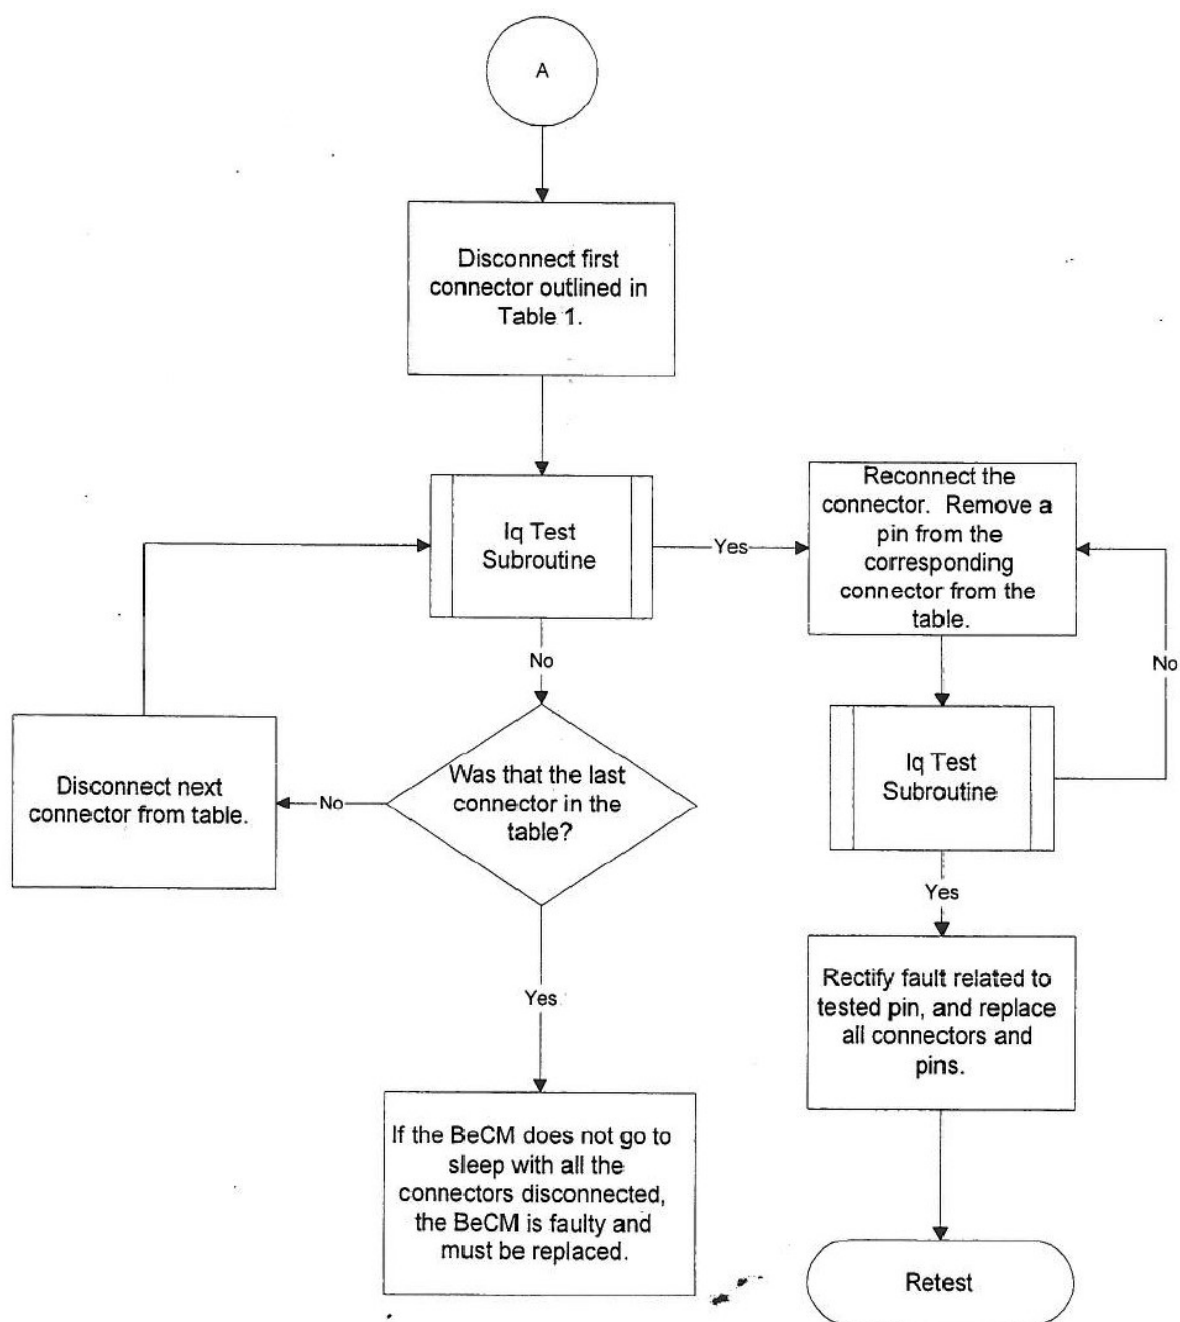 A
Disconnect first
connector outlined in
Table 1.
Iq Test
Subroutine
Yes
Reconnect the
connector. Remove a
pin from the
corresponding
connector from the
table.
No
No
Iq Test
Subroutine
Disconnect next
connector from table.
No
Was that the last
connector in the
table?
Yes
Rectify fault related to
tested pin, and replace
all connectors and
pins.
Yes
If the BeCM does not go to
sleep with all the
connectors disconnected,
the BeCM is faulty and
must be replaced.
Retest